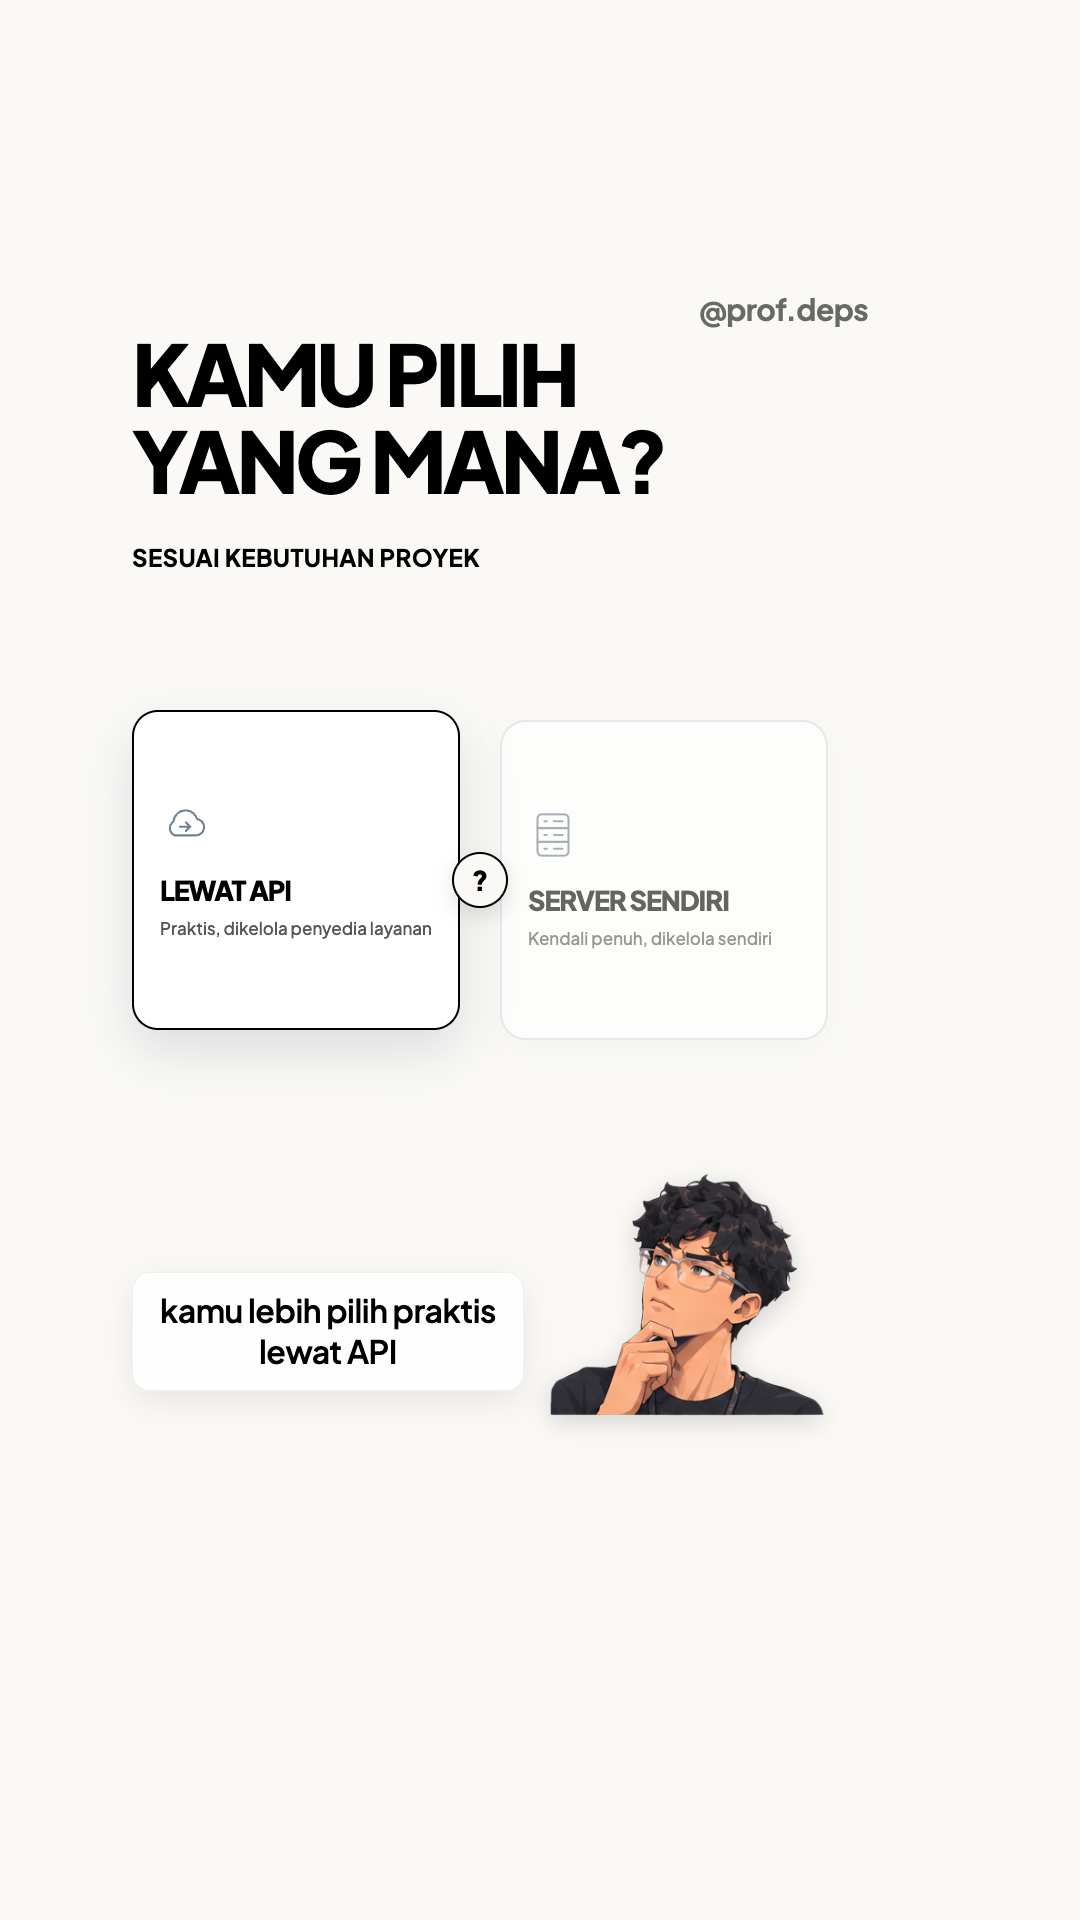 @prof.deps
KAMU PILIH
YANG MANA?
SESUAI KEBUTUHAN PROYEK
LEWAT API
Praktis, dikelola penyedia layanan
?
SERVER SENDIRI
Kendali penuh, dikelola sendiri
kamu lebih pilih praktis
lewat API